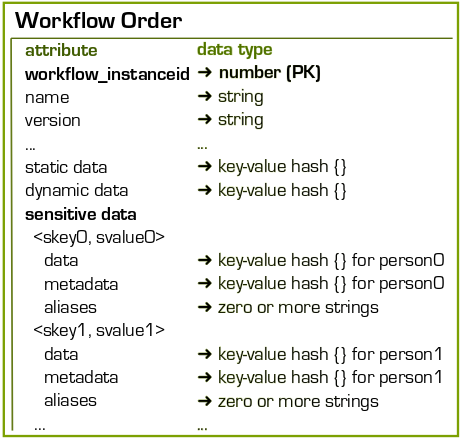 Workflow Order
attribute data type
workflow_instanceid ➔ number (PK)
name ➔ string
version ➔ string
... ...
static data ➔ key-value hash {}
dynamic data ➔ key-value hash {}
sensitive data
<skey0, svalue0>
data ➔ key-value hash {} for person0
metadata ➔ key-value hash {} for person0
aliases ➔ zero or more strings
<skey1, svalue1>
data ➔ key-value hash {} for person1
metadata ➔ key-value hash {} for person1
aliases ➔ zero or more strings
... ...